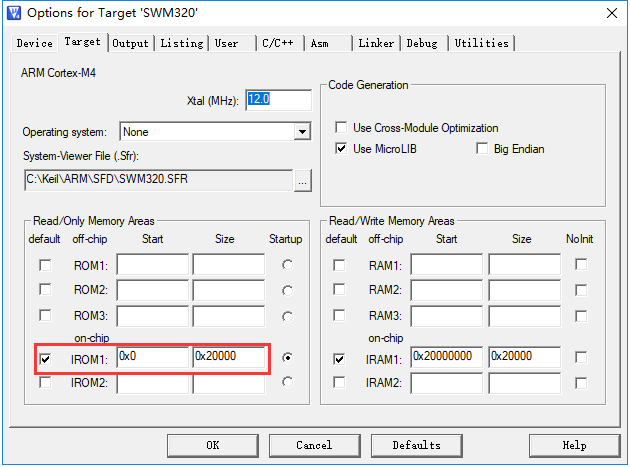 Options for Target 'SWM320'
Device Target Output Listing User C/C++ Asm Linker Debug Utilities
ARM Cortex-M4
Xtal (MHz): 12.0
Operating system: None
System-Viewer File (.Sfr):
C:\Keil\ARM\SFD\SWM320.SFR ...
Code Generation
Use Cross-Module Optimization
Use MicroLIB Big Endian
Read/Only Memory Areas
default off-chip Start Size Startup
ROM1:
ROM2:
ROM3:
on-chip
IROM1: 0x0 0x20000
IROM2:
Read/Write Memory Areas
default off-chip Start Size NoInit
RAM1:
RAM2:
RAM3:
on-chip
IRAM1: 0x20000000 0x20000
IRAM2:
OK Cancel Defaults Help